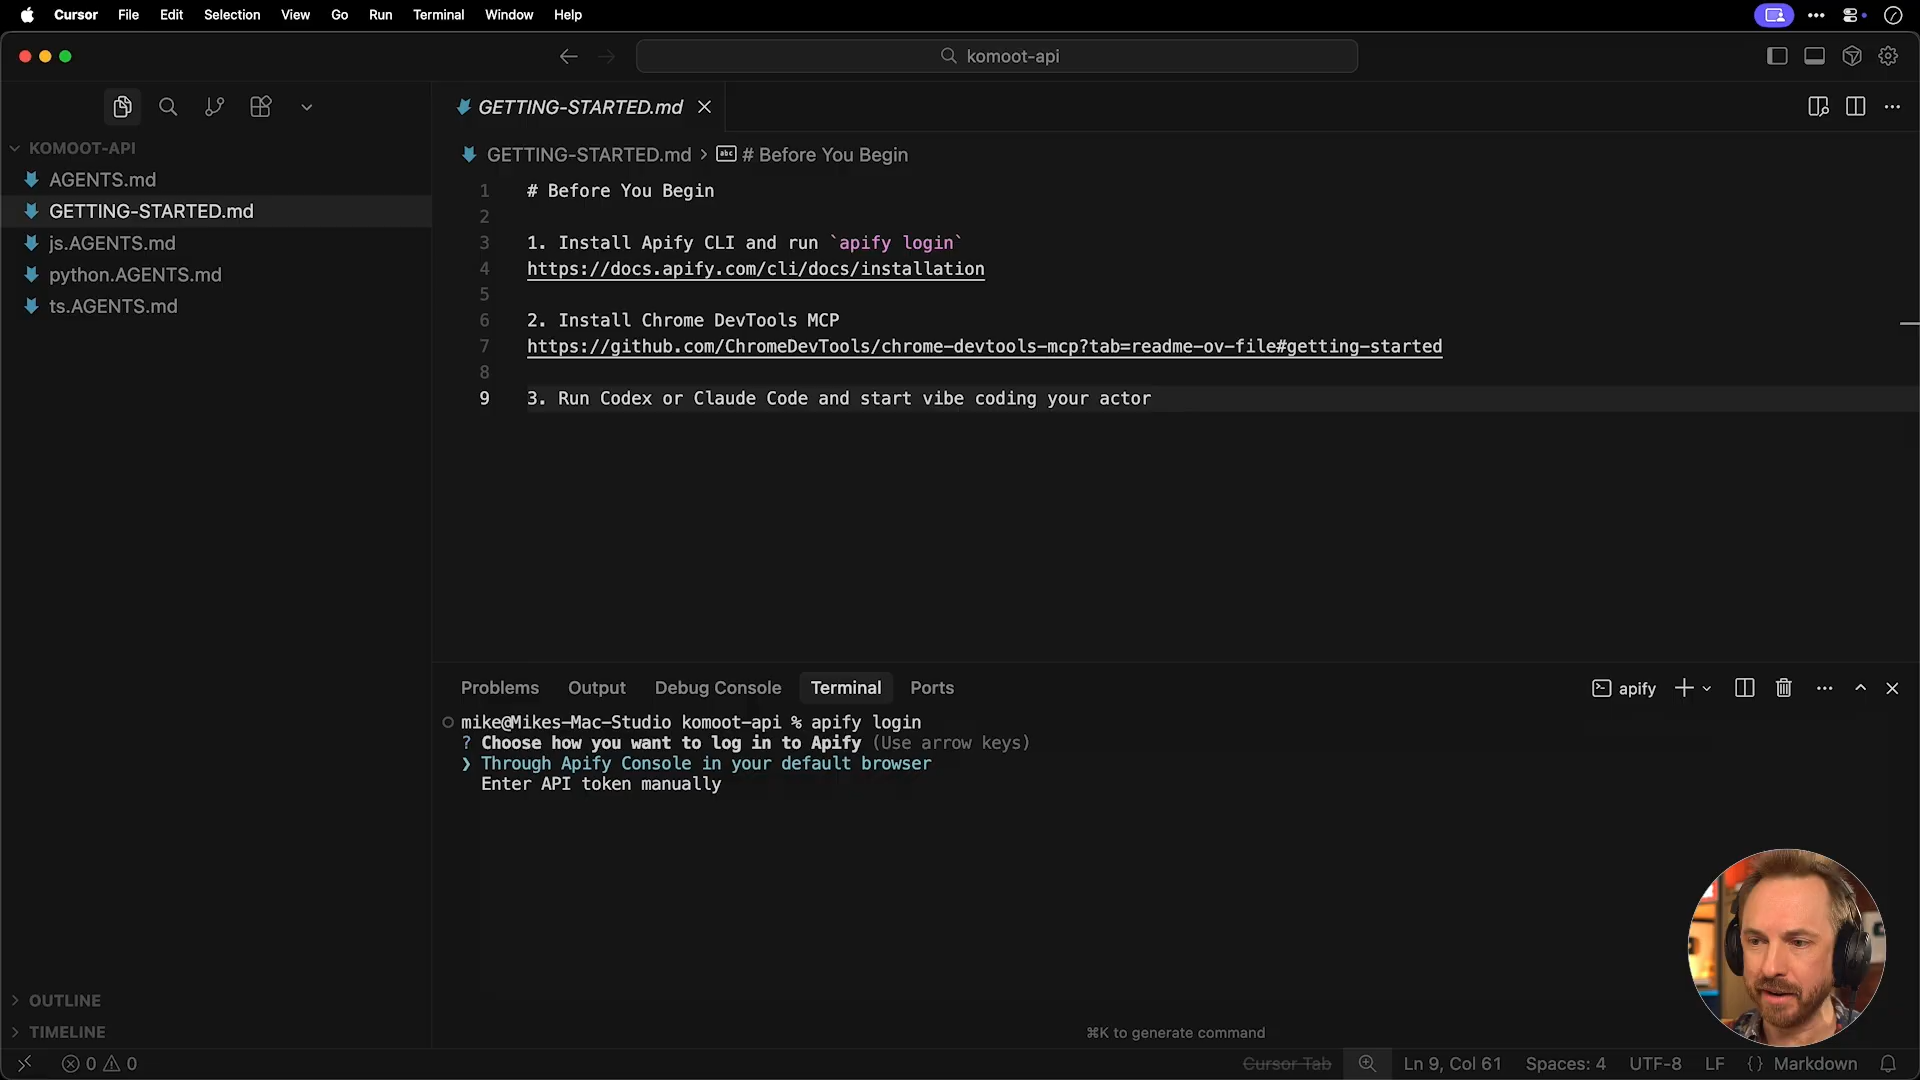 Cursor File Edit Selection View Go Run Terminal Window Help
komoot-api
GETTING-STARTED.md
KOMOOT-API
AGENTS.md
GETTING-STARTED.md
js.AGENTS.md
python.AGENTS.md
ts.AGENTS.md
GETTING-STARTED.md > # Before You Begin
1 # Before You Begin
2
3 1. Install Apify CLI and run `apify login`
4 https://docs.apify.com/cli/docs/installation
5
6 2. Install Chrome DevTools MCP
7 https://github.com/ChromeDevTools/chrome-devtools-mcp?tab=readme-ov-file#getting-started
8
9 3. Run Codex or Claude Code and start vibe coding your actor
Problems Output Debug Console Terminal Ports
apify
mike@Mikes-Mac-Studio komoot-api % apify login
? Choose how you want to log in to Apify (Use arrow keys)
❯ Through Apify Console in your default browser
Enter API token manually
⌘K to generate command
OUTLINE
TIMELINE
0 0
Cursor Tab
Ln 9, Col 61 Spaces: 4 UTF-8 LF {} Markdown